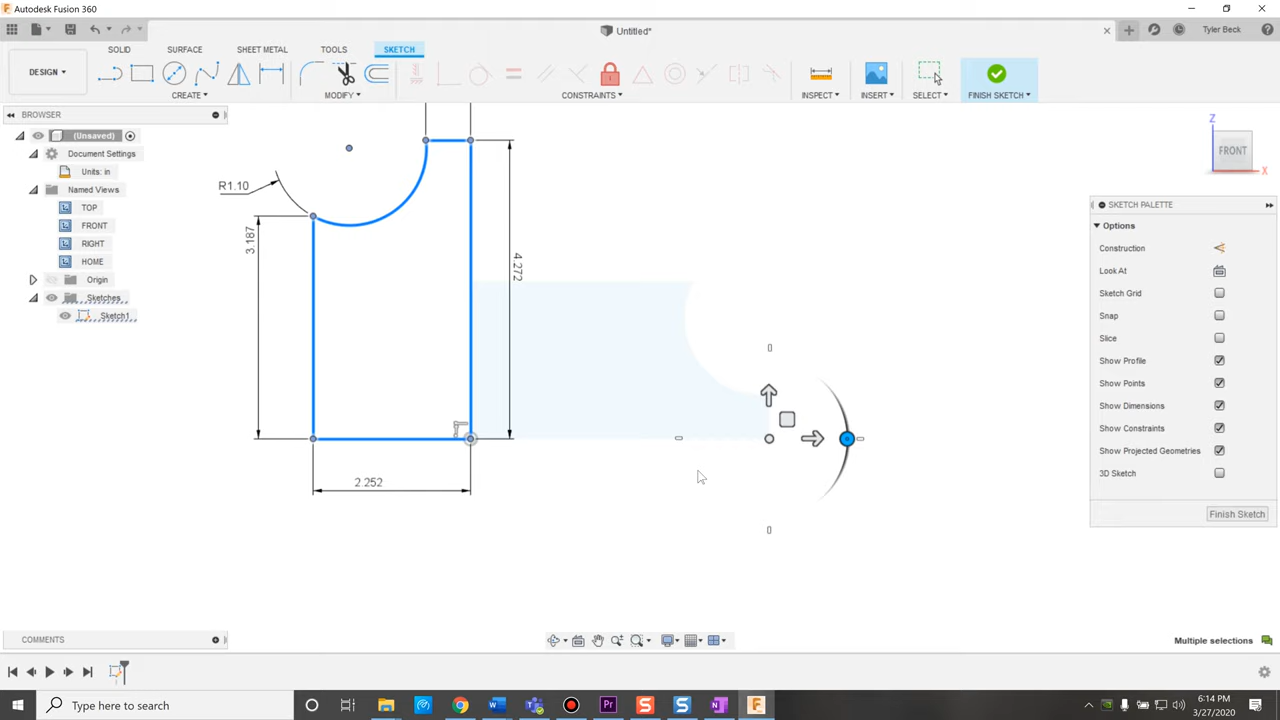 Autodesk Fusion 360
Untitled*
Tyler Beck
DESIGN
SOLID SURFACE SHEET METAL TOOLS SKETCH
CREATE MODIFY CONSTRAINTS INSPECT INSERT SELECT FINISH SKETCH
BROWSER
(Unsaved)
Document Settings
Units: in
Named Views
TOP
FRONT
RIGHT
HOME
Origin
Sketches
Sketch1
R1.10
3.187
4.272
2.252
Z
FRONT
X
SKETCH PALETTE
Options
Construction
Look At
Sketch Grid
Snap
Slice
Show Profile
Show Points
Show Dimensions
Show Constraints
Show Projected Geometries
3D Sketch
Finish Sketch
COMMENTS
Multiple selections
Type here to search
6:14 PM
3/27/2020